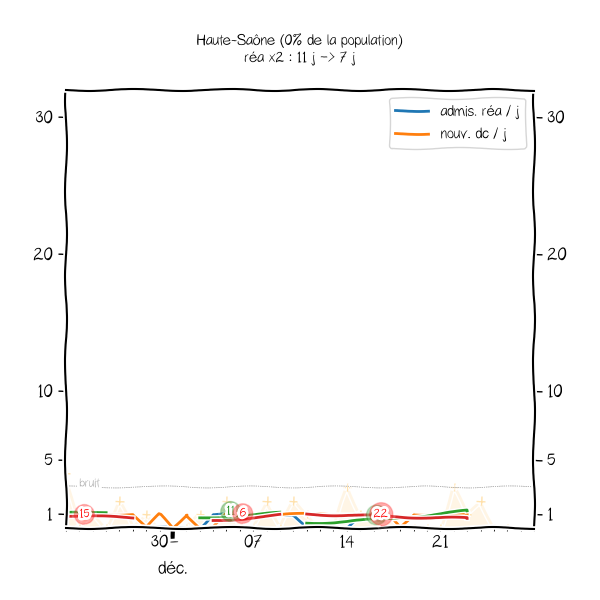 Haute-Saône (0% de la population)
réa x2 : 11 j -> 7 j
admis. réa / j
nouv. dc / j
30 30
20 20
10 10
5 5
bruit
15 11 6 22
1 1
30 07 14 21
déc.